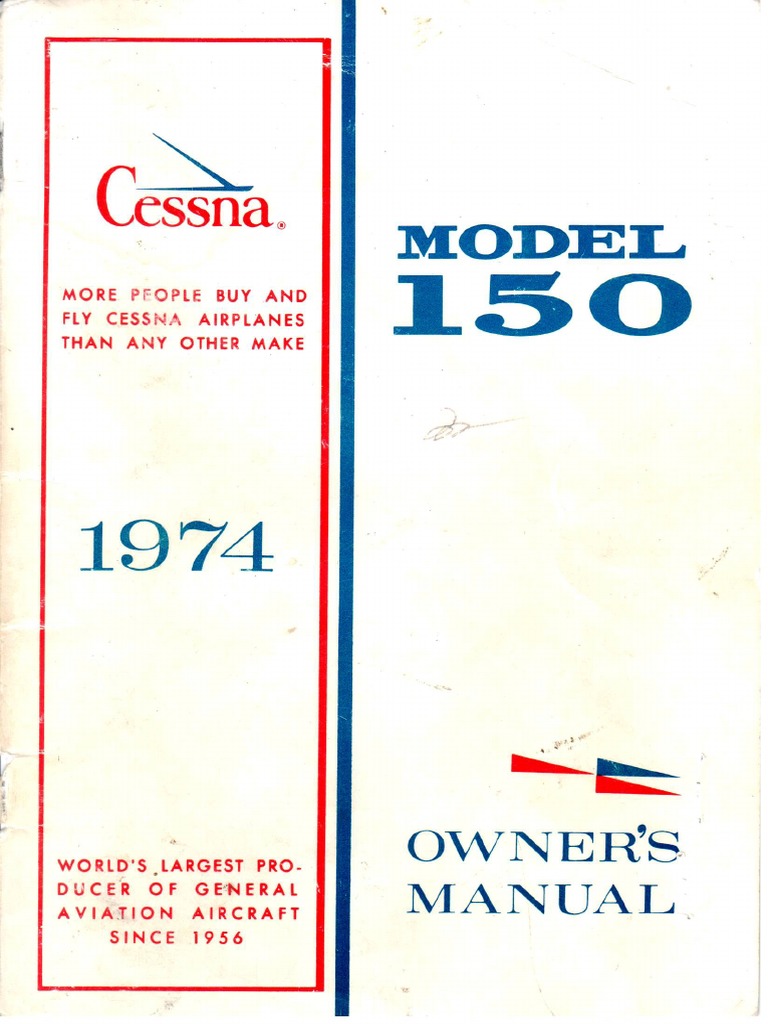 Cessna®
MORE PEOPLE BUY AND
FLY CESSNA AIRPLANES
THAN ANY OTHER MAKE
1974
WORLD'S LARGEST PRO-
DUCER OF GENERAL
AVIATION AIRCRAFT
SINCE 1956
MODEL
150
OWNER'S
MANUAL